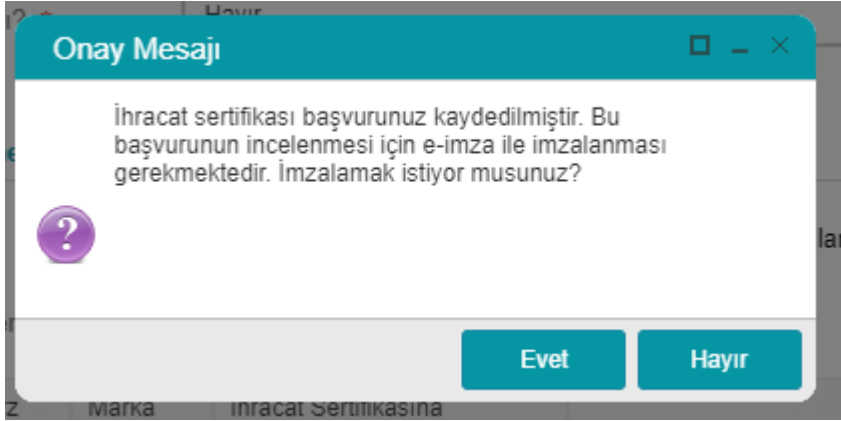 Hayır
Onay Mesajı
İhracat sertifikası başvurunuz kaydedilmiştir. Bu
başvurunun incelenmesi için e-imza ile imzalanması
gerekmektedir. İmzalamak istiyor musunuz?
?
Evet
Hayır
Marka
İhracat Sertifikasına